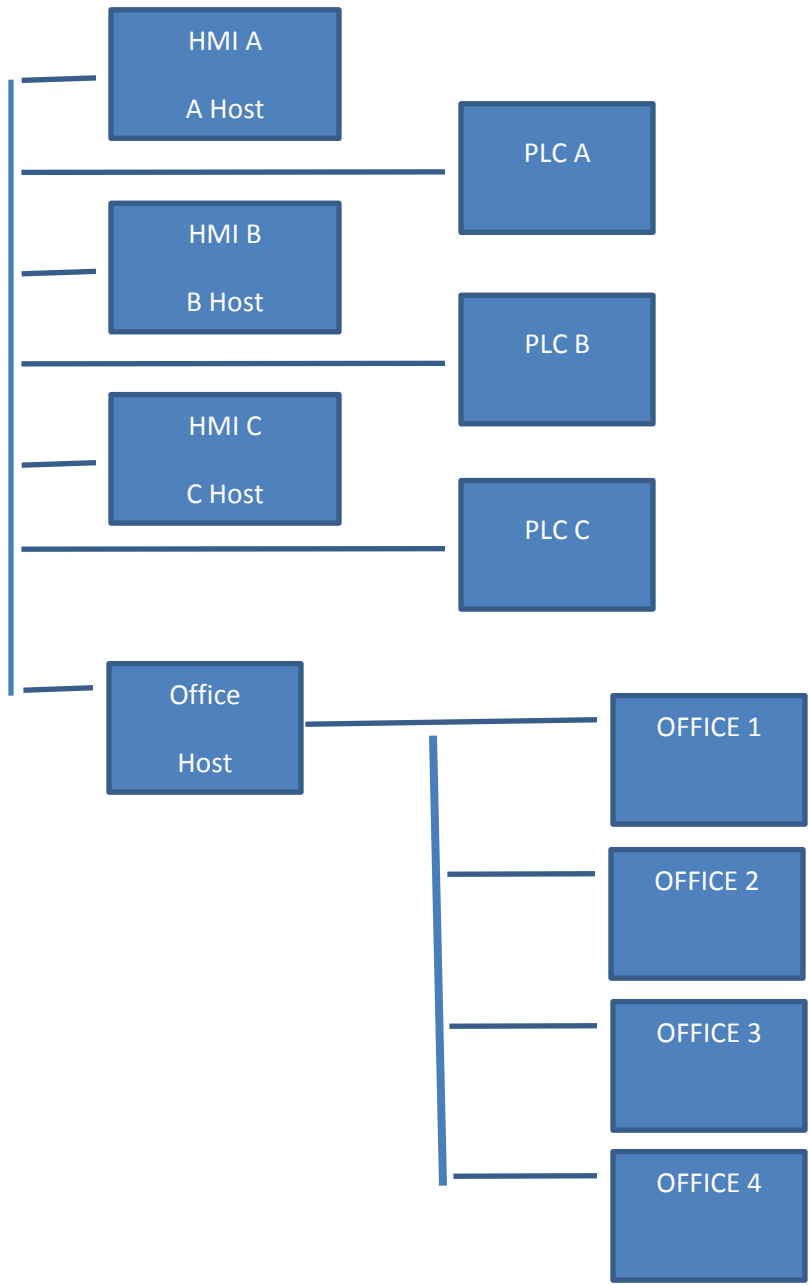 HMI A
A Host
PLC A
HMI B
B Host
PLC B
HMI C
C Host
PLC C
Office
Host
OFFICE 1
OFFICE 2
OFFICE 3
OFFICE 4